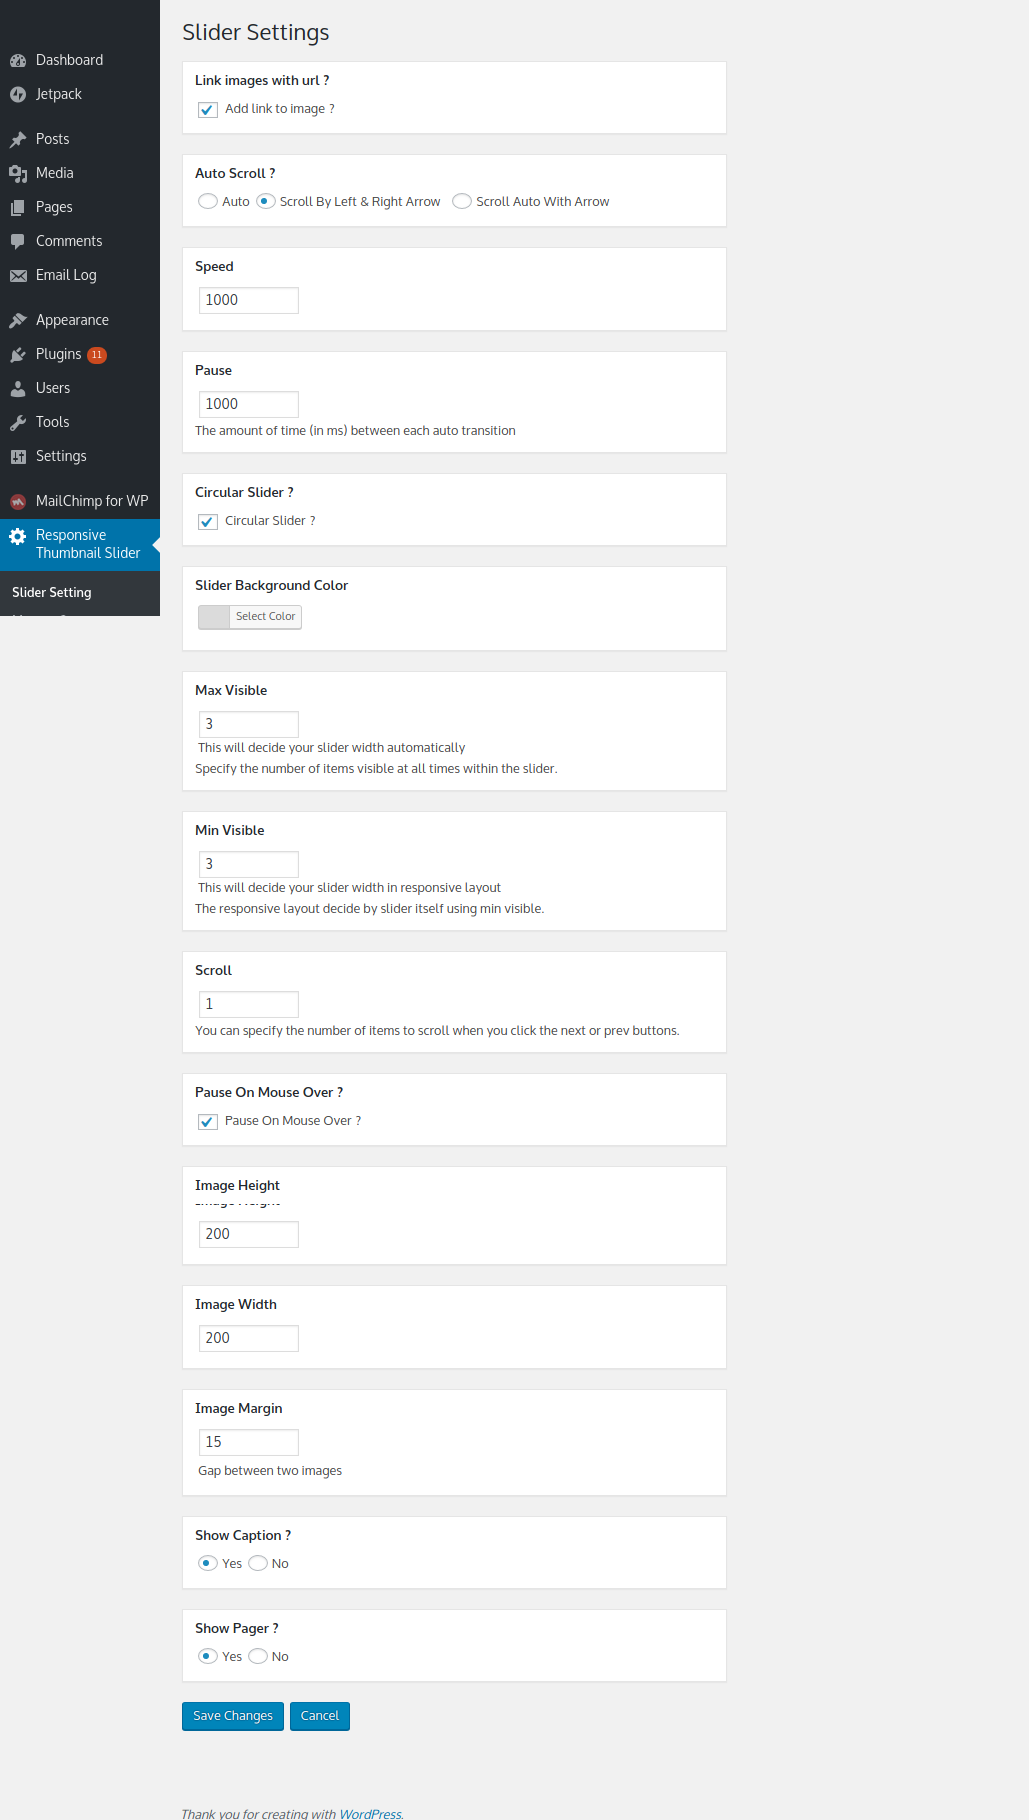 Slider Settings
Dashboard
Jetpack
Posts
Media
Pages
Comments
Email Log
Appearance
Plugins 11
Users
Tools
Settings
MailChimp for WP
Responsive
Thumbnail Slider
Slider Setting
Link images with url ?
Add link to image ?
Auto Scroll ?
Auto Scroll By Left & Right Arrow Scroll Auto With Arrow
Speed
1000
Pause
1000
The amount of time (in ms) between each auto transition
Circular Slider ?
Circular Slider ?
Slider Background Color
Select Color
Max Visible
3
This will decide your slider width automatically
Specify the number of items visible at all times within the slider.
Min Visible
3
This will decide your slider width in responsive layout
The responsive layout decide by slider itself using min visible.
Scroll
1
You can specify the number of items to scroll when you click the next or prev buttons.
Pause On Mouse Over ?
Pause On Mouse Over ?
Image Height
200
Image Width
200
Image Margin
15
Gap between two images
Show Caption ?
Yes No
Show Pager ?
Yes No
Save Changes Cancel
Thank you for creating with WordPress.